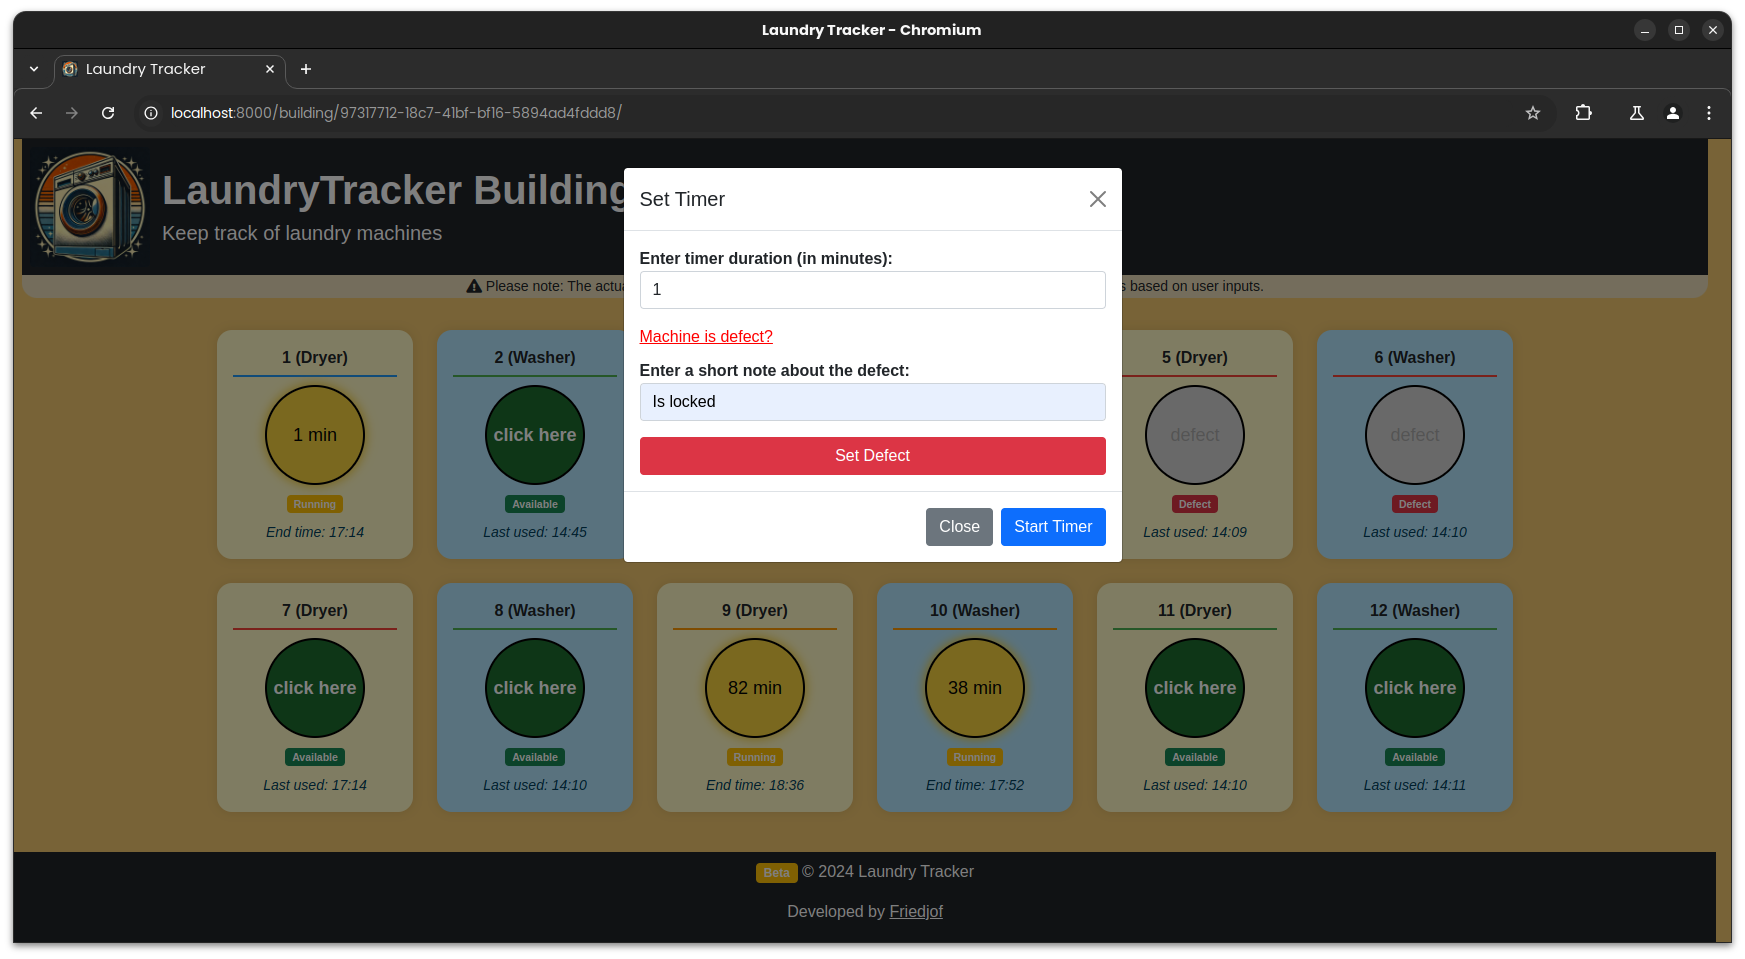 Laundry Tracker - Chromium
Laundry Tracker
localhost:8000/building/97317712-18c7-41bf-bf16-5894ad4fddd8/
LaundryTracker Building
Keep track of laundry machines
Please note: The actu
s based on user inputs.
Set Timer
Enter timer duration (in minutes):
1
Machine is defect?
Enter a short note about the defect:
Is locked
Set Defect
Close
Start Timer
1 (Dryer)
1 min
Running
End time: 17:14
2 (Washer)
click here
Available
Last used: 14:45
5 (Dryer)
defect
Defect
Last used: 14:09
6 (Washer)
defect
Defect
Last used: 14:10
7 (Dryer)
click here
Available
Last used: 17:14
8 (Washer)
click here
Available
Last used: 14:10
9 (Dryer)
82 min
Running
End time: 18:36
10 (Washer)
38 min
Running
End time: 17:52
11 (Dryer)
click here
Available
Last used: 14:10
12 (Washer)
click here
Available
Last used: 14:11
Beta © 2024 Laundry Tracker
Developed by Friedjof